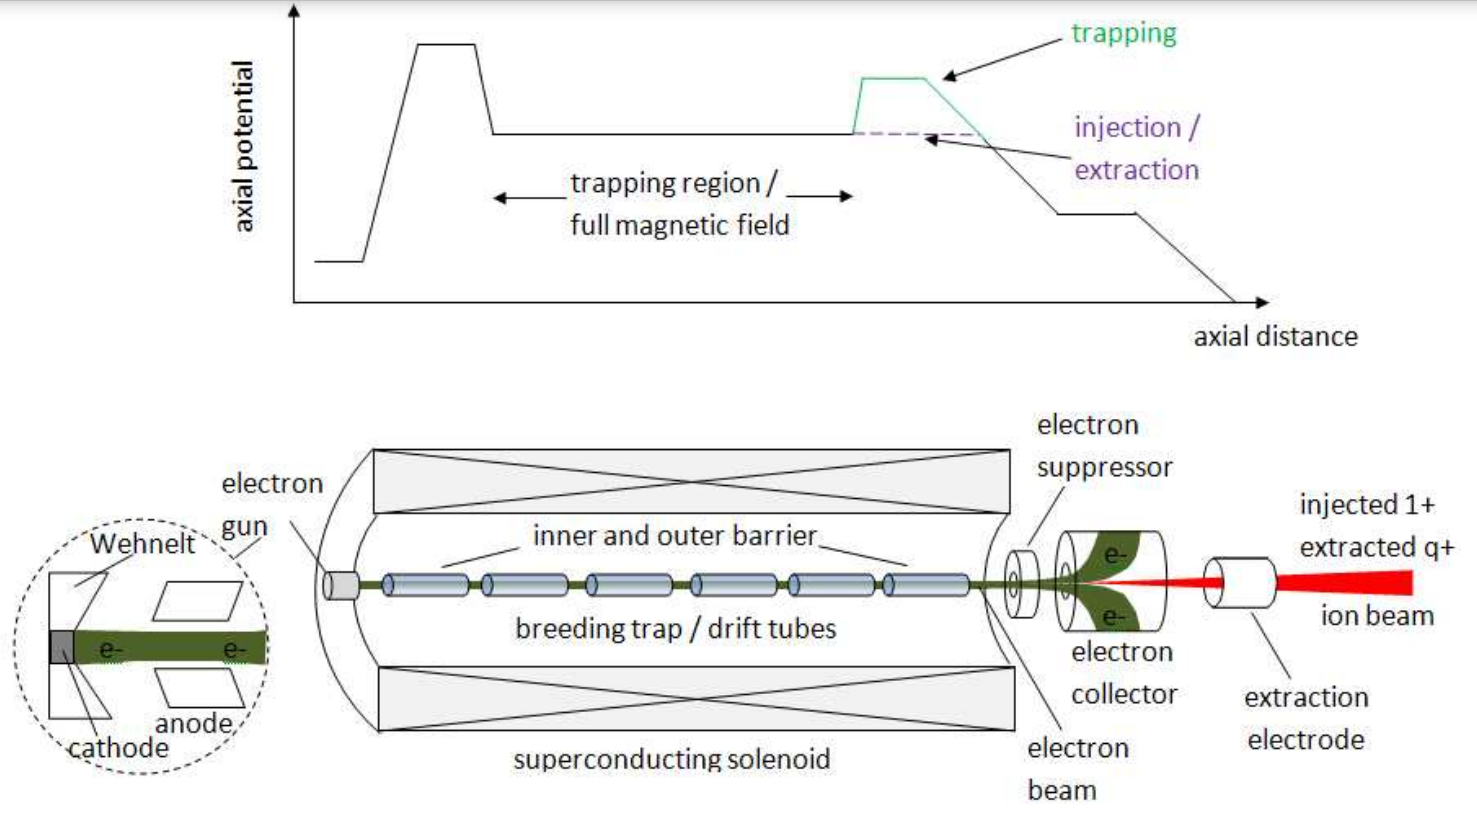 axial potential
trapping
injection /
extraction
trapping region /
full magnetic field
axial distance
electron
suppressor
electron
gun
injected 1+
extracted q+
Wehnelt
inner and outer barrier
e-
ion beam
breeding trap / drift tubes
e-
e-
e-
electron
collector
extraction
electrode
anode
cathode
electron
beam
superconducting solenoid